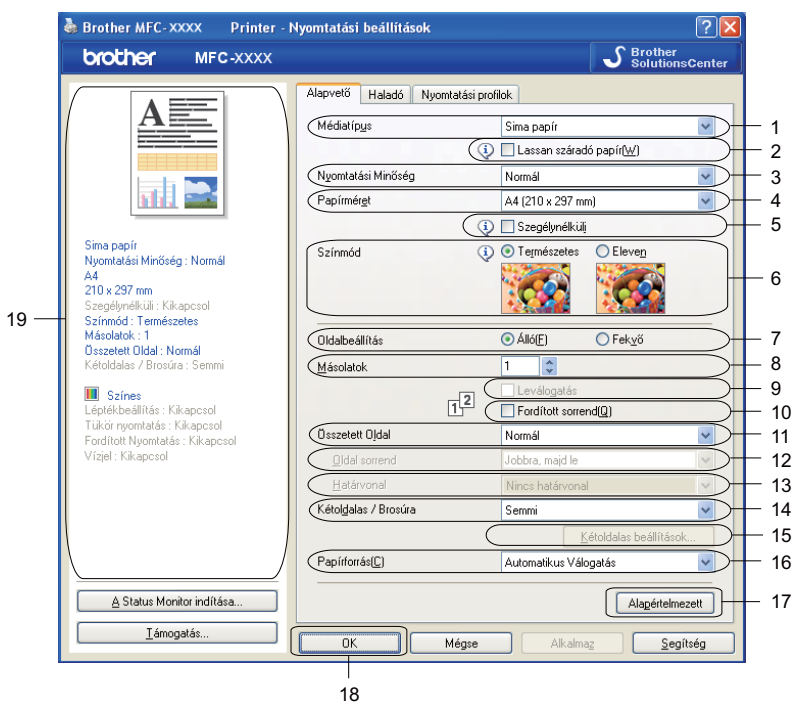 Brother MFC-XXXX Printer - Nyomtatási beállítások
brother MFC-XXXX
Brother
SolutionsCenter
Alapvető Haladó Nyomtatási profilok
A
Médiatípus Sima papír 1
Lassan száradó papír(W) 2
Nyomtatási Minőség Normál 3
Papírméret A4 (210 x 297 mm) 4
Szegélynélküli 5
Színmód Természetes Eleven 6
Oldalbeállítás Álló(F) Fekvő 7
Másolatok 1 8
Leválogatás 9
1 2 Fordított sorrend(Q) 10
Összetett Oldal Normál 11
Oldal sorrend Jobbra, majd le 12
Határvonal Nincs határvonal 13
Kétoldalas / Brosúra Semmi 14
Kétoldalas beállítások... 15
Papírforrás(C) Automatikus Válogatás 16
Alapértelmezett 17
19
Sima papír
Nyomtatási Minőség : Normál
A4
210 x 297 mm
Szegélynélküli : Kikapcsol
Színmód : Természetes
Másolatok : 1
Összetett Oldal : Normál
Kétoldalas / Brosúra : Semmi
Színes
Léptékbeállítás : Kikapcsol
Tükör nyomtatás : Kikapcsol
Fordított Nyomtatás : Kikapcsol
Vízjel : Kikapcsol
A Status Monitor indítása...
Támogatás...
OK Mégse Alkalmaz Segítség
18